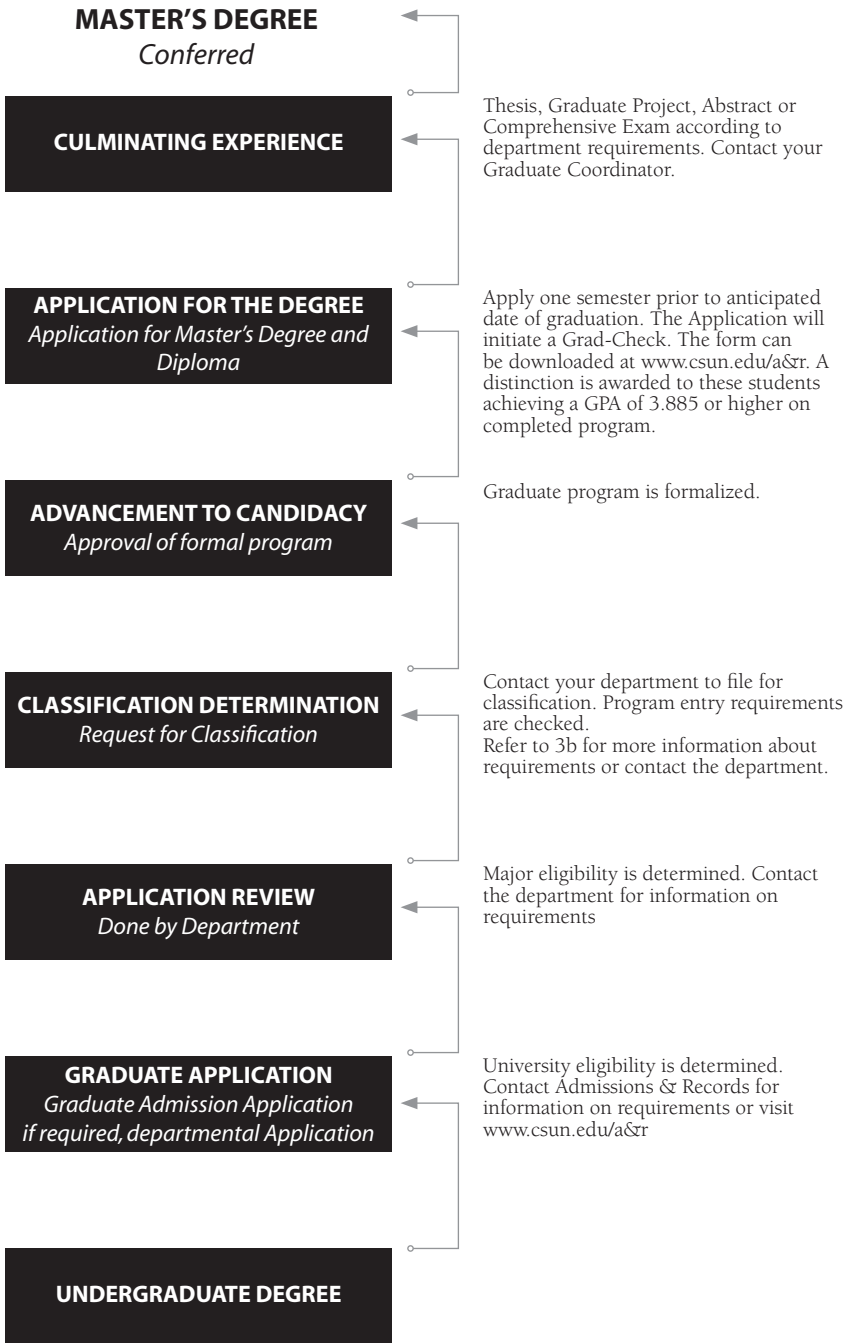 MASTER’S DEGREE
Conferred
CULMINATING EXPERIENCE
Thesis, Graduate Project, Abstract or
Comprehensive Exam according to
department requirements. Contact your
Graduate Coordinator.
APPLICATION FOR THE DEGREE
Application for Master’s Degree and
Diploma
Apply one semester prior to anticipated
date of graduation. The Application will
initiate a Grad-Check. The form can
be downloaded at www.csun.edu/a&r. A
distinction is awarded to these students
achieving a GPA of 3.885 or higher on
completed program.
ADVANCEMENT TO CANDIDACY
Approval of formal program
Graduate program is formalized.
CLASSIFICATION DETERMINATION
Request for Classification
Contact your department to file for
classification. Program entry requirements
are checked.
Refer to 3b for more information about
requirements or contact the department.
APPLICATION REVIEW
Done by Department
Major eligibility is determined. Contact
the department for information on
requirements
GRADUATE APPLICATION
Graduate Admission Application
if required, departmental Application
University eligibility is determined.
Contact Admissions & Records for
information on requirements or visit
www.csun.edu/a&r
UNDERGRADUATE DEGREE